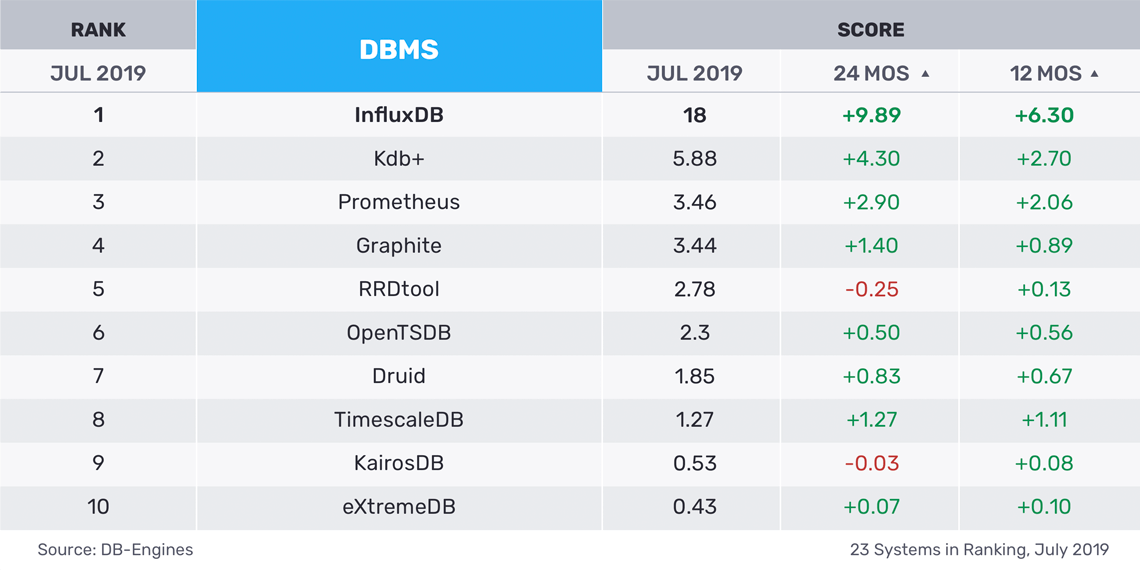 RANK DBMS SCORE
JUL 2019 JUL 2019 24 MOS ▲ 12 MOS ▲
1 InfluxDB 18 +9.89 +6.30
2 Kdb+ 5.88 +4.30 +2.70
3 Prometheus 3.46 +2.90 +2.06
4 Graphite 3.44 +1.40 +0.89
5 RRDtool 2.78 -0.25 +0.13
6 OpenTSDB 2.3 +0.50 +0.56
7 Druid 1.85 +0.83 +0.67
8 TimescaleDB 1.27 +1.27 +1.11
9 KairosDB 0.53 -0.03 +0.08
10 eXtremeDB 0.43 +0.07 +0.10
Source: DB-Engines 23 Systems in Ranking, July 2019